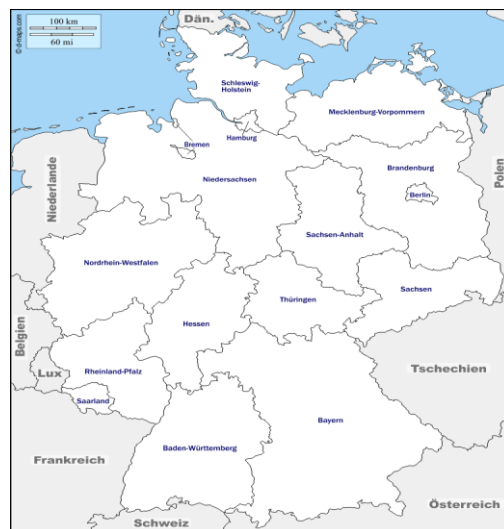 Dän.
100 km
60 mi
© d-maps.com
Schleswig-
Holstein
Mecklenburg-Vorpommern
Hamburg
Bremen
Brandenburg
Niederlande
Polen
Niedersachsen
Berlin
Sachsen-Anhalt
Nordrhein-Westfalen
Sachsen
Thüringen
Hessen
Belgien
Lux
Rheinland-Pfalz
Tschechien
Saarland
Bayern
Baden-Württemberg
Frankreich
Österreich
Schweiz